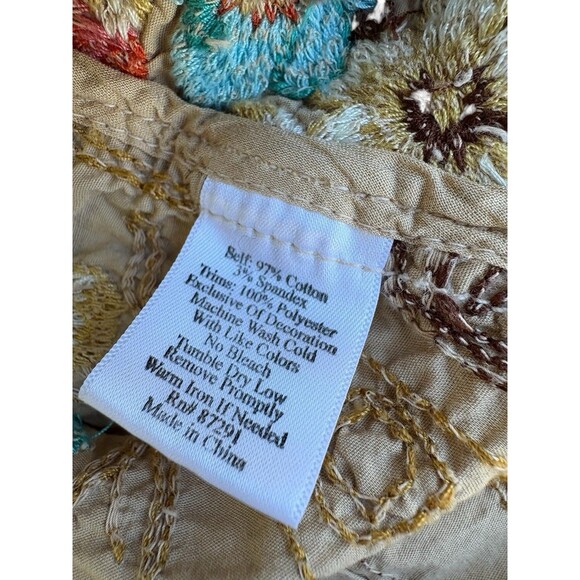 Self: 97% Cotton
3% Spandex
Trims: 100% Polyester
Exclusive Of Decoration
Machine Wash Cold
With Like Colors
No Bleach
Tumble Dry Low
Remove Promptly
Warm Iron If Needed
Rn# 87291
Made in China